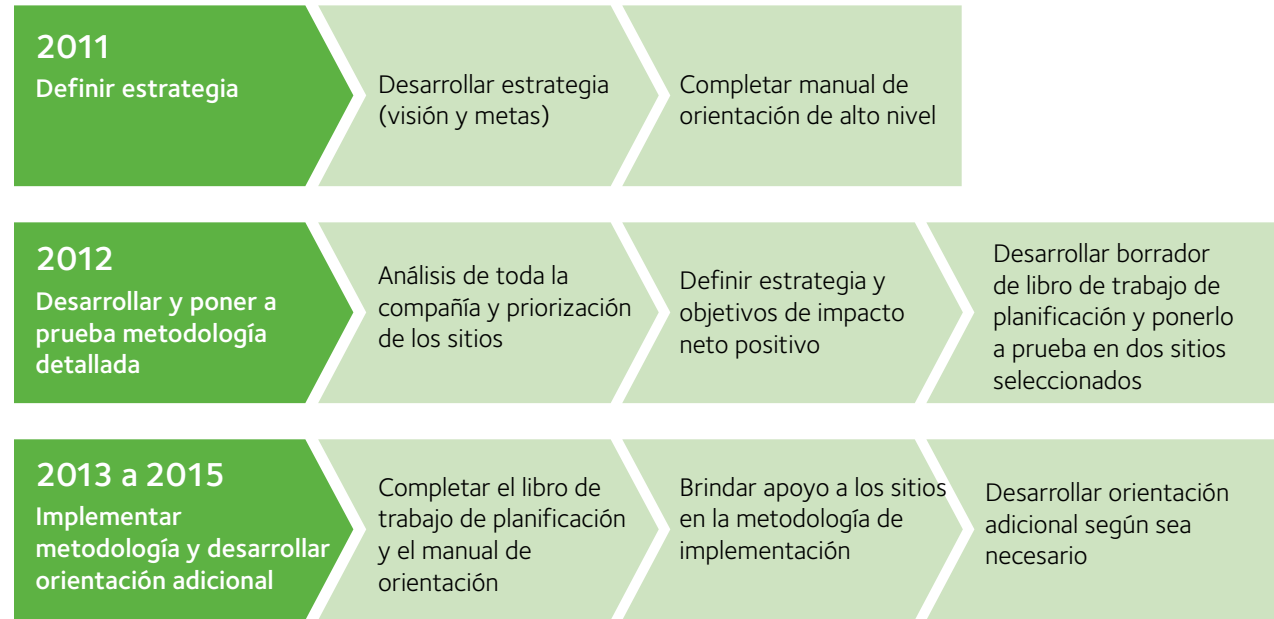 2011
Definir estrategia
Desarrollar estrategia
(visión y metas)
Completar manual de
orientación de alto nivel
2012
Desarrollar y poner a
prueba metodología
detallada
Análisis de toda la
compañía y priorización
de los sitios
Definir estrategia y
objetivos de impacto
neto positivo
Desarrollar borrador
de libro de trabajo de
planificación y ponerlo
a prueba en dos sitios
seleccionados
2013 a 2015
Implementar
metodología y desarrollar
orientación adicional
Completar el libro de
trabajo de planificación
y el manual de
orientación
Brindar apoyo a los sitios
en la metodología de
implementación
Desarrollar orientación
adicional según sea
necesario